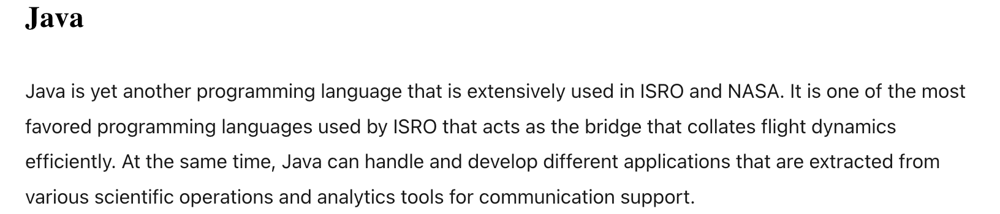 Java
Java is yet another programming language that is extensively used in ISRO and NASA. It is one of the most
favored programming languages used by ISRO that acts as the bridge that collates flight dynamics
efficiently. At the same time, Java can handle and develop different applications that are extracted from
various scientific operations and analytics tools for communication support.